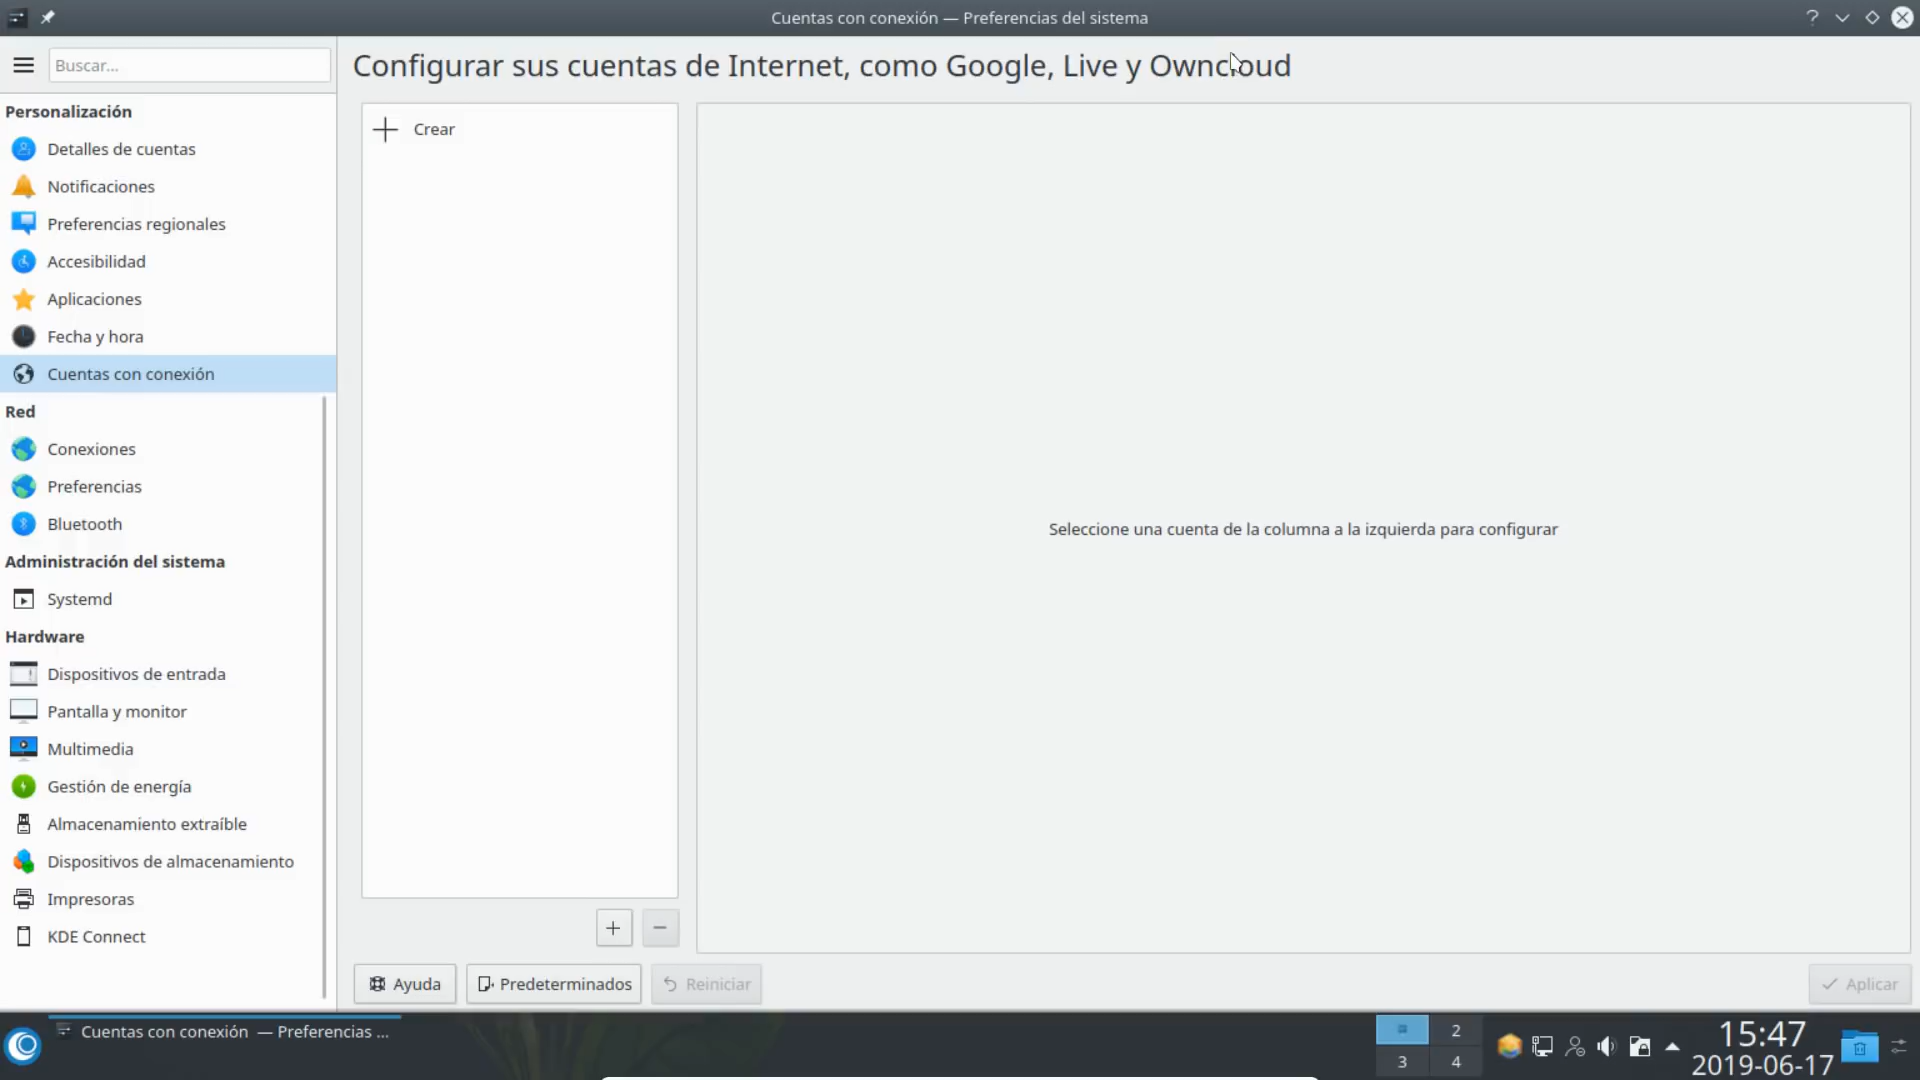 Cuentas con conexión — Preferencias del sistema
Buscar...
Configurar sus cuentas de Internet, como Google, Live y Owncloud
Personalización
Detalles de cuentas
Notificaciones
Preferencias regionales
Accesibilidad
Aplicaciones
Fecha y hora
Cuentas con conexión
Red
Conexiones
Preferencias
Bluetooth
Administración del sistema
Systemd
Hardware
Dispositivos de entrada
Pantalla y monitor
Multimedia
Gestión de energía
Almacenamiento extraíble
Dispositivos de almacenamiento
Impresoras
KDE Connect
Crear
Seleccione una cuenta de la columna a la izquierda para configurar
Ayuda
Predeterminados
Reiniciar
Aplicar
Cuentas con conexión — Preferencias ...
2
3 4
15:47
2019-06-17